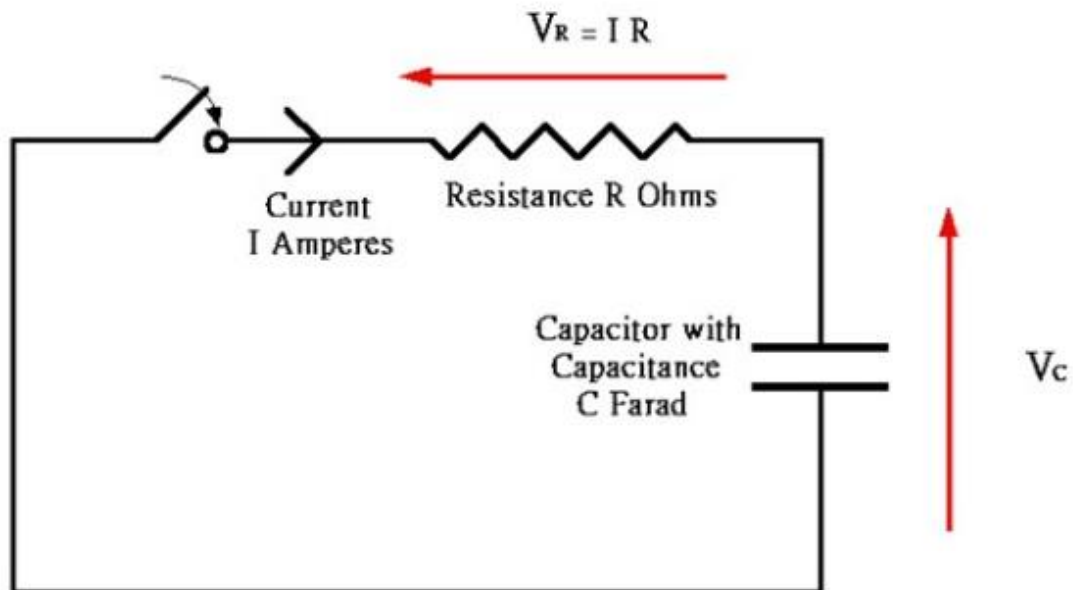 VR = I R
Current
I Amperes
Resistance R Ohms
Capacitor with
Capacitance
C Farad
Vc